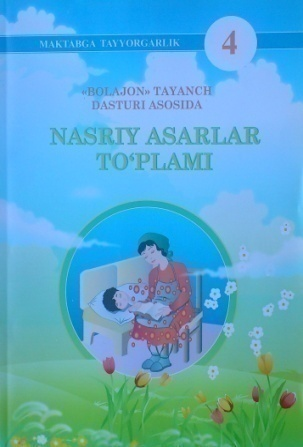 MAKTABGA TAYYORGARLIK
4
«BOLAJON» TAYANCH
DASTURI ASOSIDA
NASRIY ASARLAR
TO'PLAMI